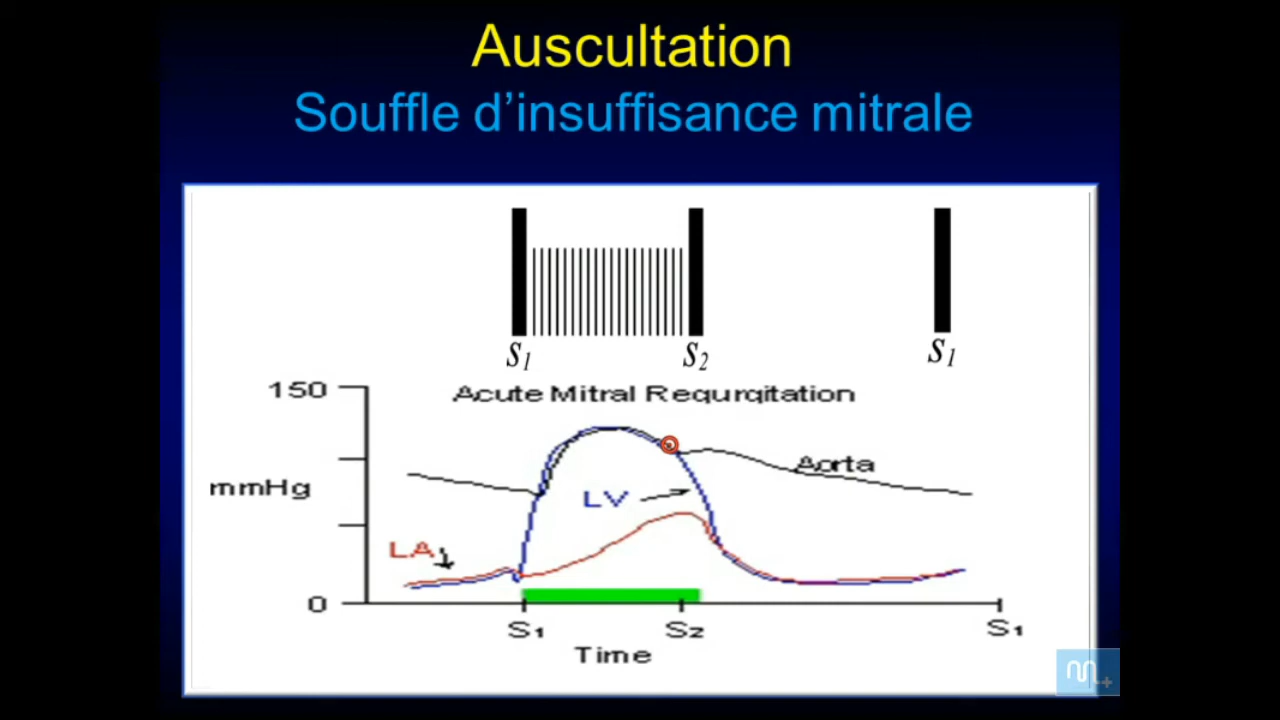 Auscultation
Souffle d’insuffisance mitrale
S1 S2 S1
150 Acute Mitral Regurgitation
Aorta
mmHg LV
LA
0
S1 S2 S1
Time